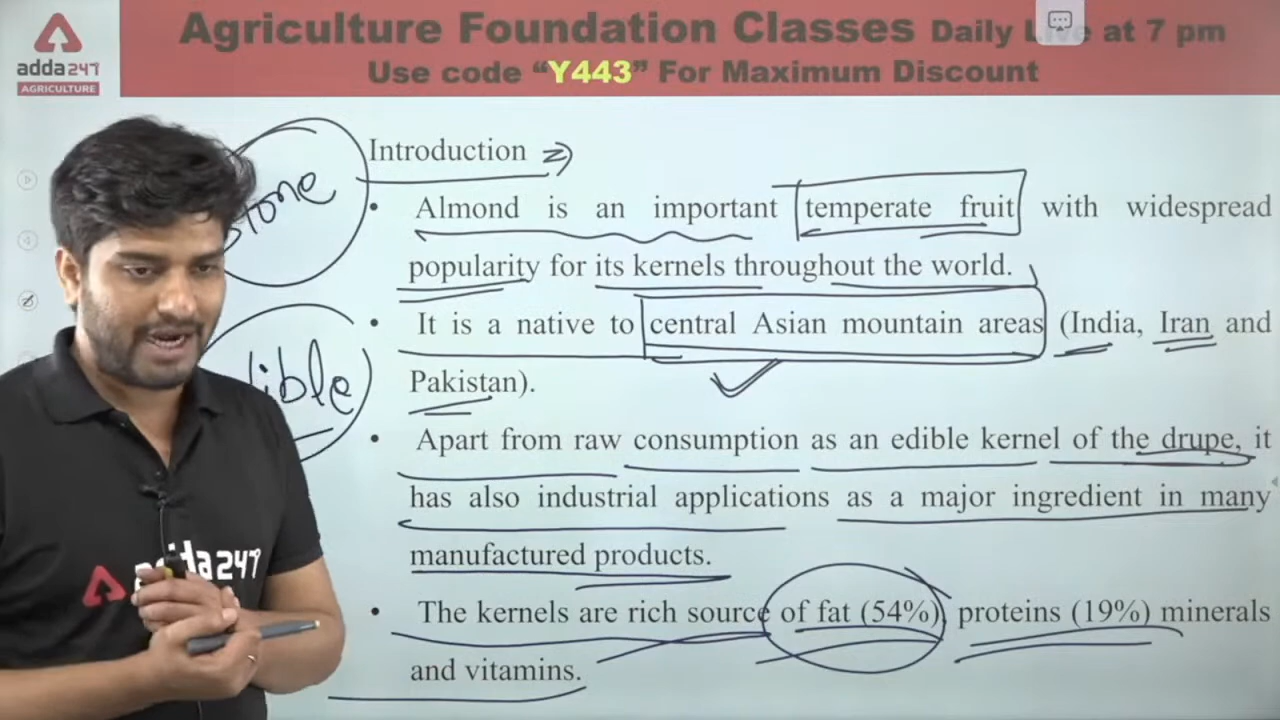 Agriculture Foundation Classes Daily Live at 7 pm
Use code “Y443” For Maximum Discount
adda247
AGRICULTURE
Introduction
• Almond is an important temperate fruit with widespread
popularity for its kernels throughout the world.
• It is a native to central Asian mountain areas (India, Iran and
Pakistan).
• Apart from raw consumption as an edible kernel of the drupe, it
has also industrial applications as a major ingredient in many
manufactured products.
• The kernels are rich source of fat (54%), proteins (19%) minerals
and vitamins.
adda247